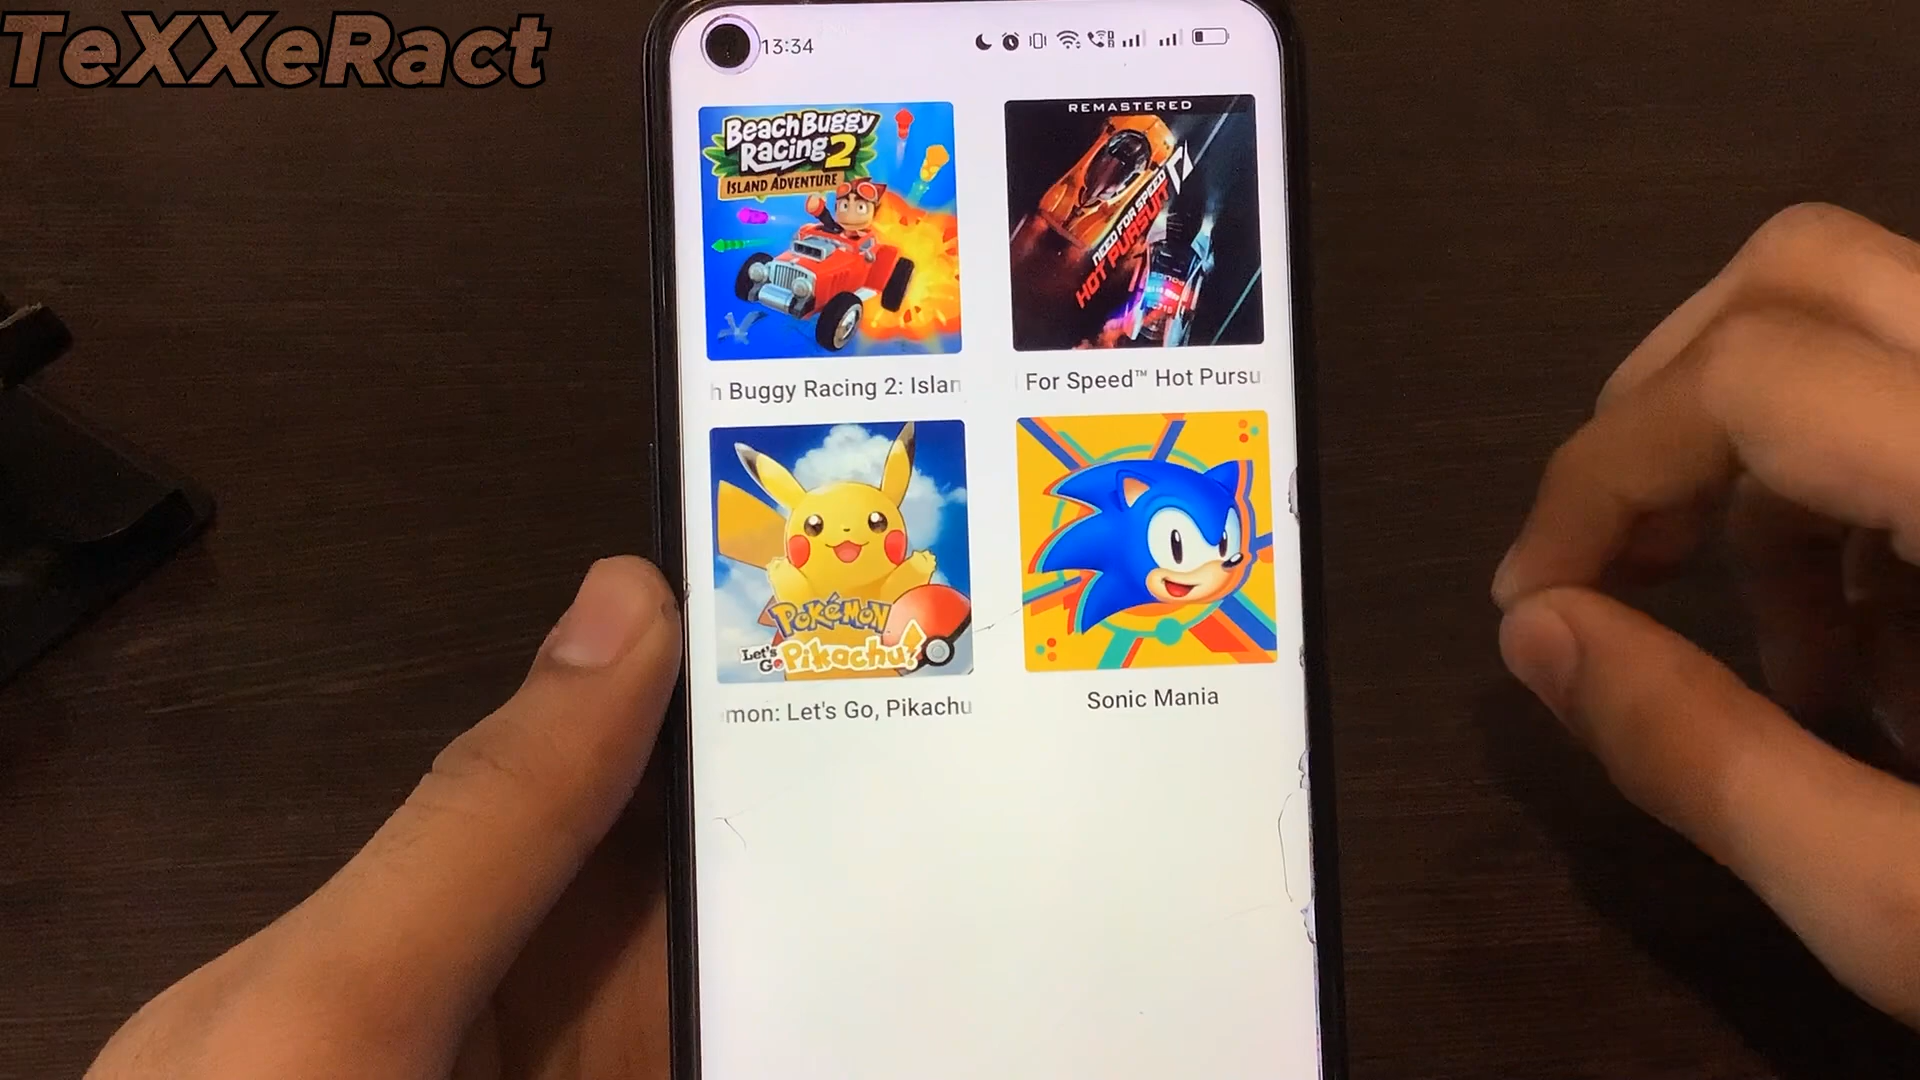 TeXXeRact
13:34
Beach Buggy
Racing 2
ISLAND ADVENTURE
REMASTERED
NEED FOR SPEED
HOT PURSUIT
h Buggy Racing 2: Islan
For Speed™ Hot Pursu
POKÉMON
Let's Go Pikachu!
mon: Let's Go, Pikachu
Sonic Mania